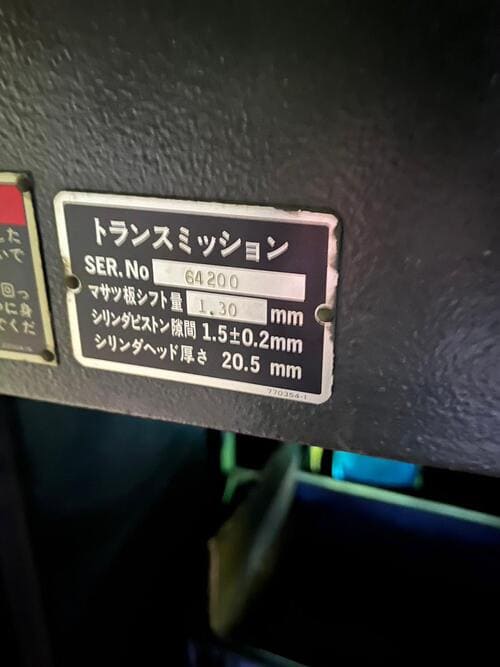 た
いで
回っ
に身
くだ
トランスミッション
SER.No 64200
マサツ板シフト量 1.30 mm
シリンダピストン隙間 1.5±0.2mm
シリンダヘッド厚さ 20.5 mm
770354-1